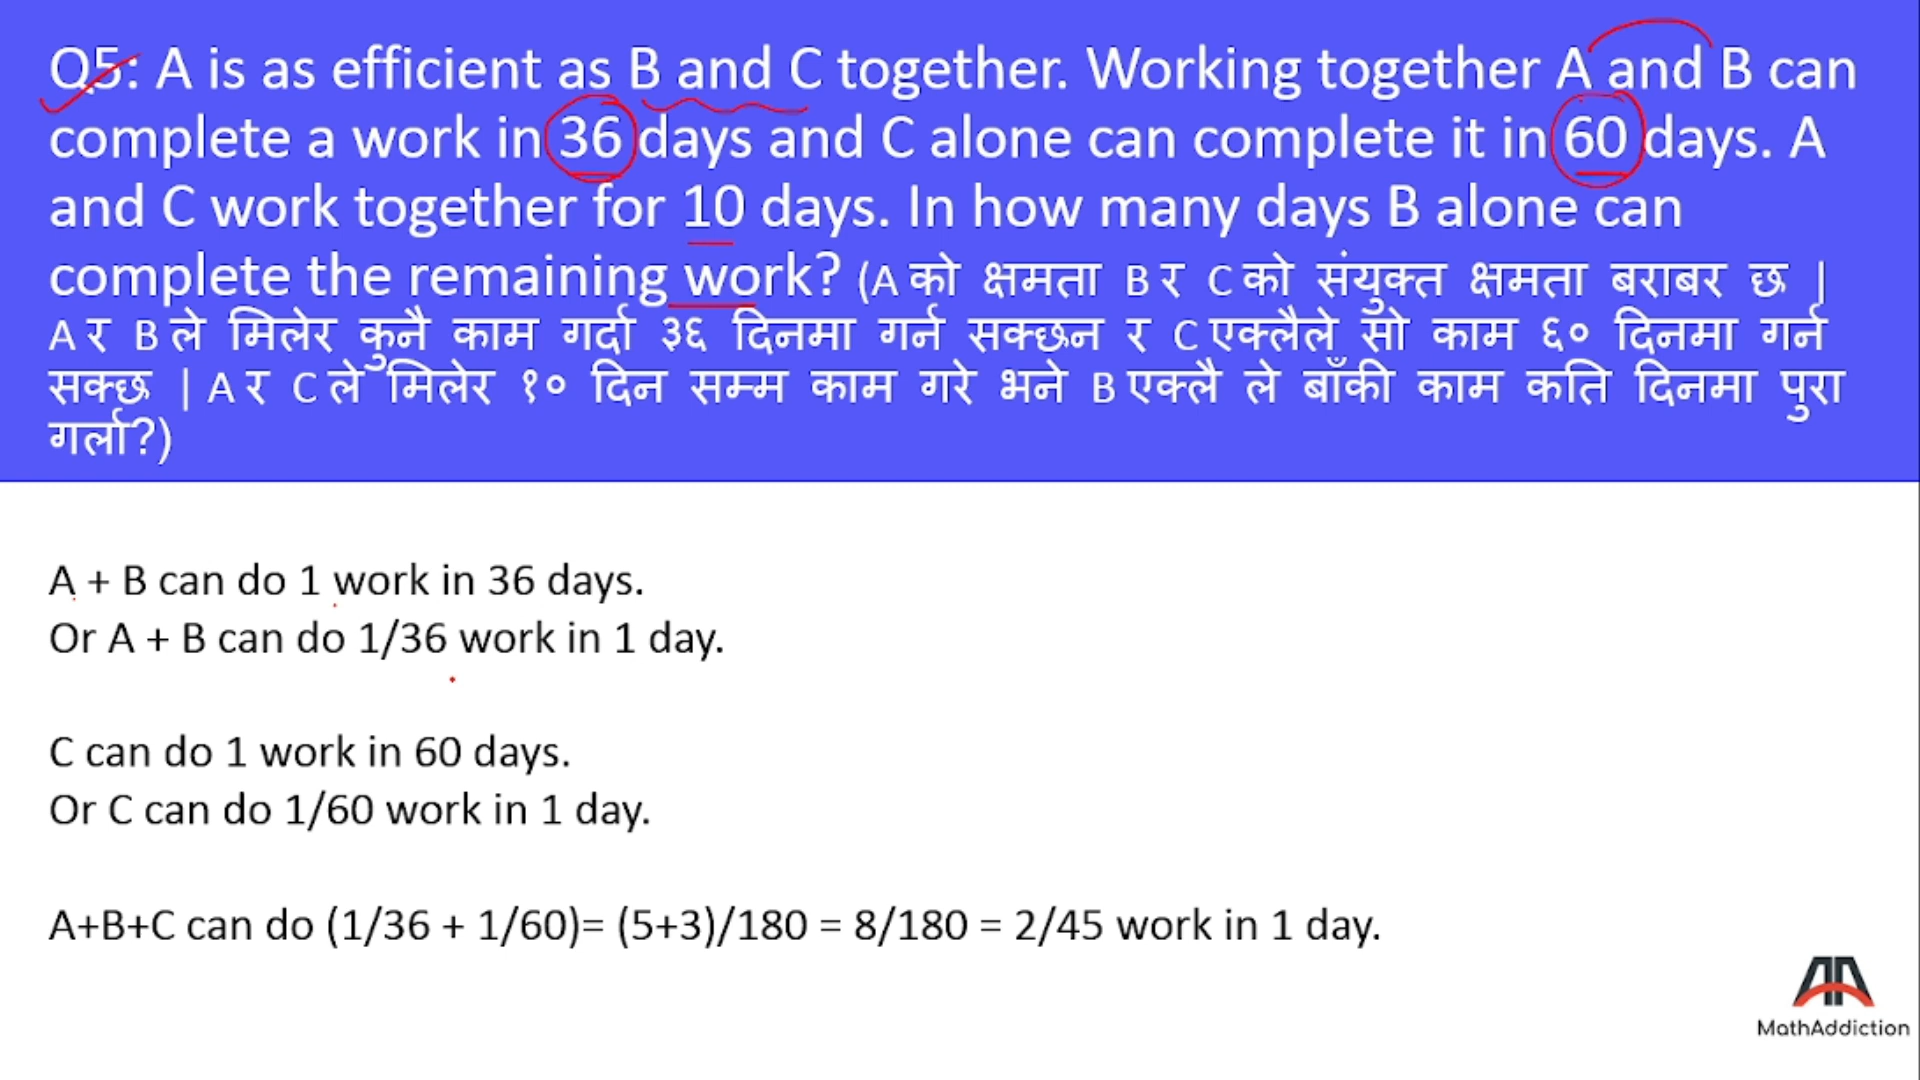 Q5: A is as efficient as B and C together. Working together A and B can
complete a work in 36 days and C alone can complete it in 60 days. A
and C work together for 10 days. In how many days B alone can
complete the remaining work? (A को क्षमता B र C को संयुक्त क्षमता बराबर छ |
A र B ले मिलेर कुनै काम गर्दा ३६ दिनमा गर्न सक्छन र C एक्लैले सो काम ६० दिनमा गर्न
सक्छ | A र C ले मिलेर १० दिन सम्म काम गरे भने B एक्लै ले बाँकी काम कति दिनमा पुरा
गर्ला?)
A + B can do 1 work in 36 days.
Or A + B can do 1/36 work in 1 day.
C can do 1 work in 60 days.
Or C can do 1/60 work in 1 day.
A+B+C can do (1/36 + 1/60)= (5+3)/180 = 8/180 = 2/45 work in 1 day.
MathAddiction